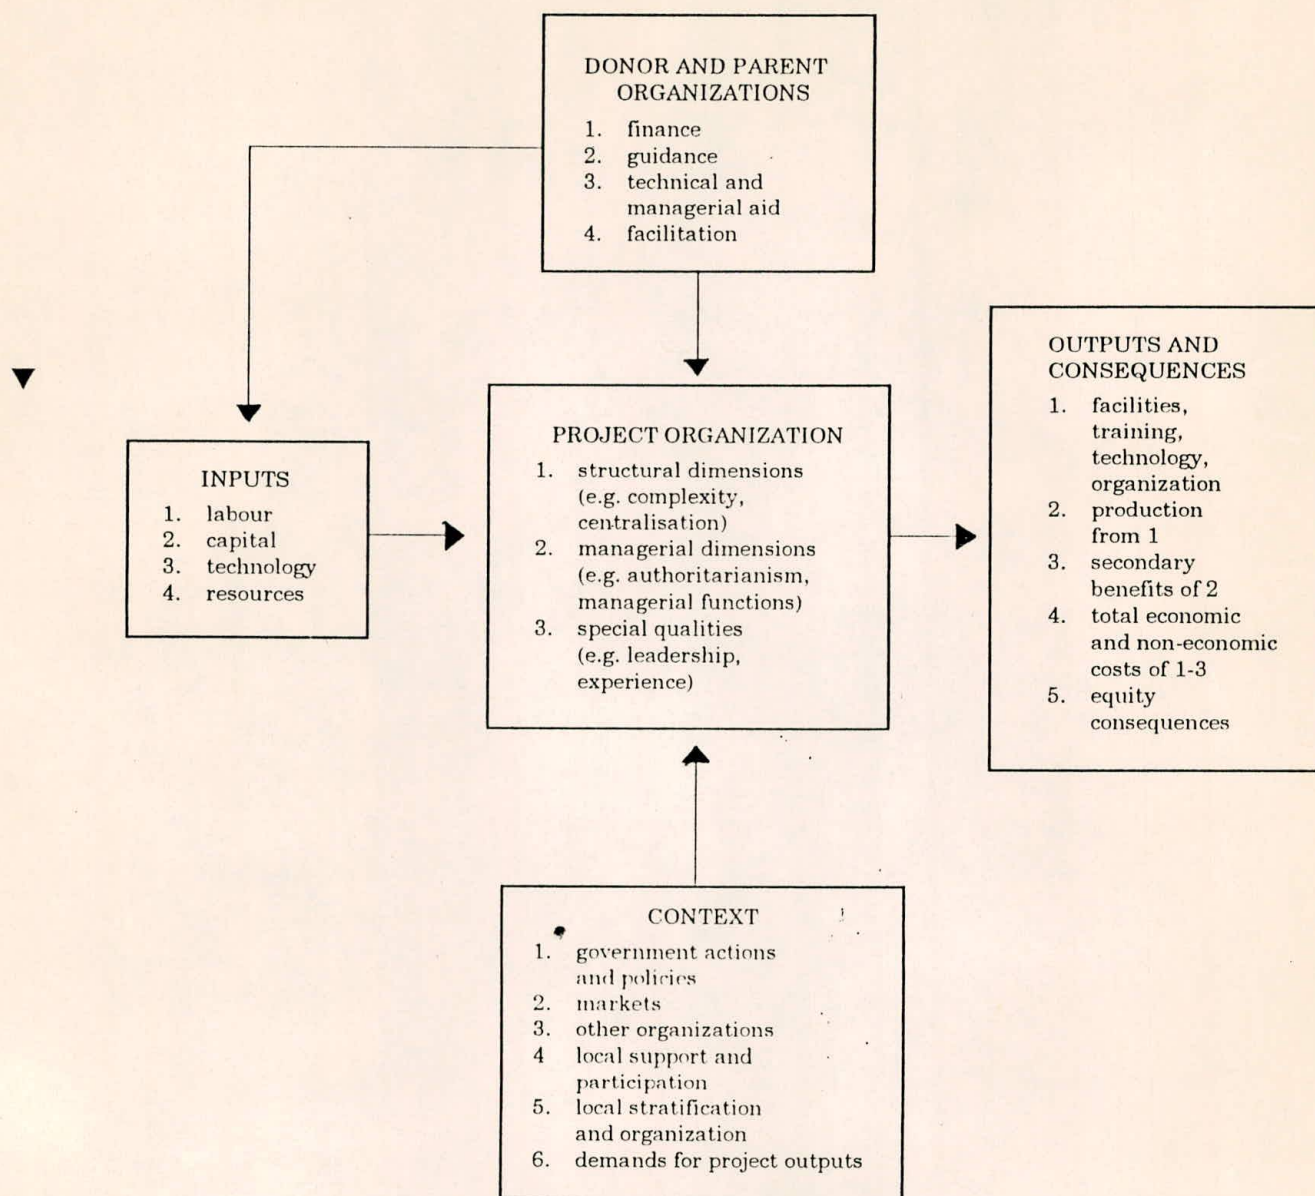 DONOR AND PARENT
ORGANIZATIONS
1. finance
2. guidance
3. technical and
managerial aid
4. facilitation
INPUTS
1. labour
2. capital
3. technology
4. resources
PROJECT ORGANIZATION
1. structural dimensions
(e.g. complexity,
centralisation)
2. managerial dimensions
(e.g. authoritarianism,
managerial functions)
3. special qualities
(e.g. leadership,
experience)
OUTPUTS AND
CONSEQUENCES
1. facilities,
training,
technology,
organization
2. production
from 1
3. secondary
benefits of 2
4. total economic
and non-economic
costs of 1-3
5. equity
consequences
CONTEXT
1. government actions
and policies
2. markets
3. other organizations
4 local support and
participation
5. local stratification
and organization
6. demands for project outputs